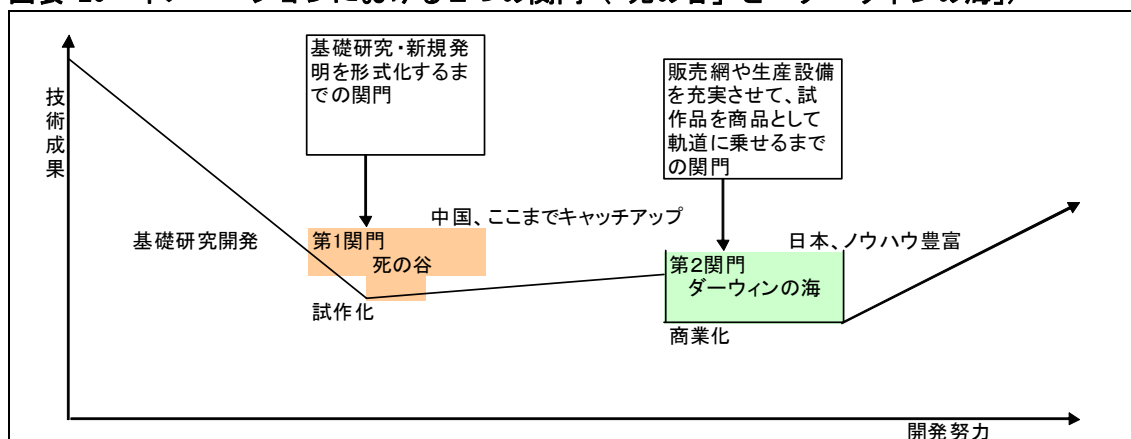 基礎研究・新規発
明を形式化するま
での関門
販売網や生産設備
を充実させて、試
作品を商品として
軌道に乗せるまで
の関門
技術成果
中国、ここまでキャッチアップ
基礎研究開発
第1関門
死の谷
日本、ノウハウ豊富
第2関門
ダーウィンの海
試作化
商業化
開発努力